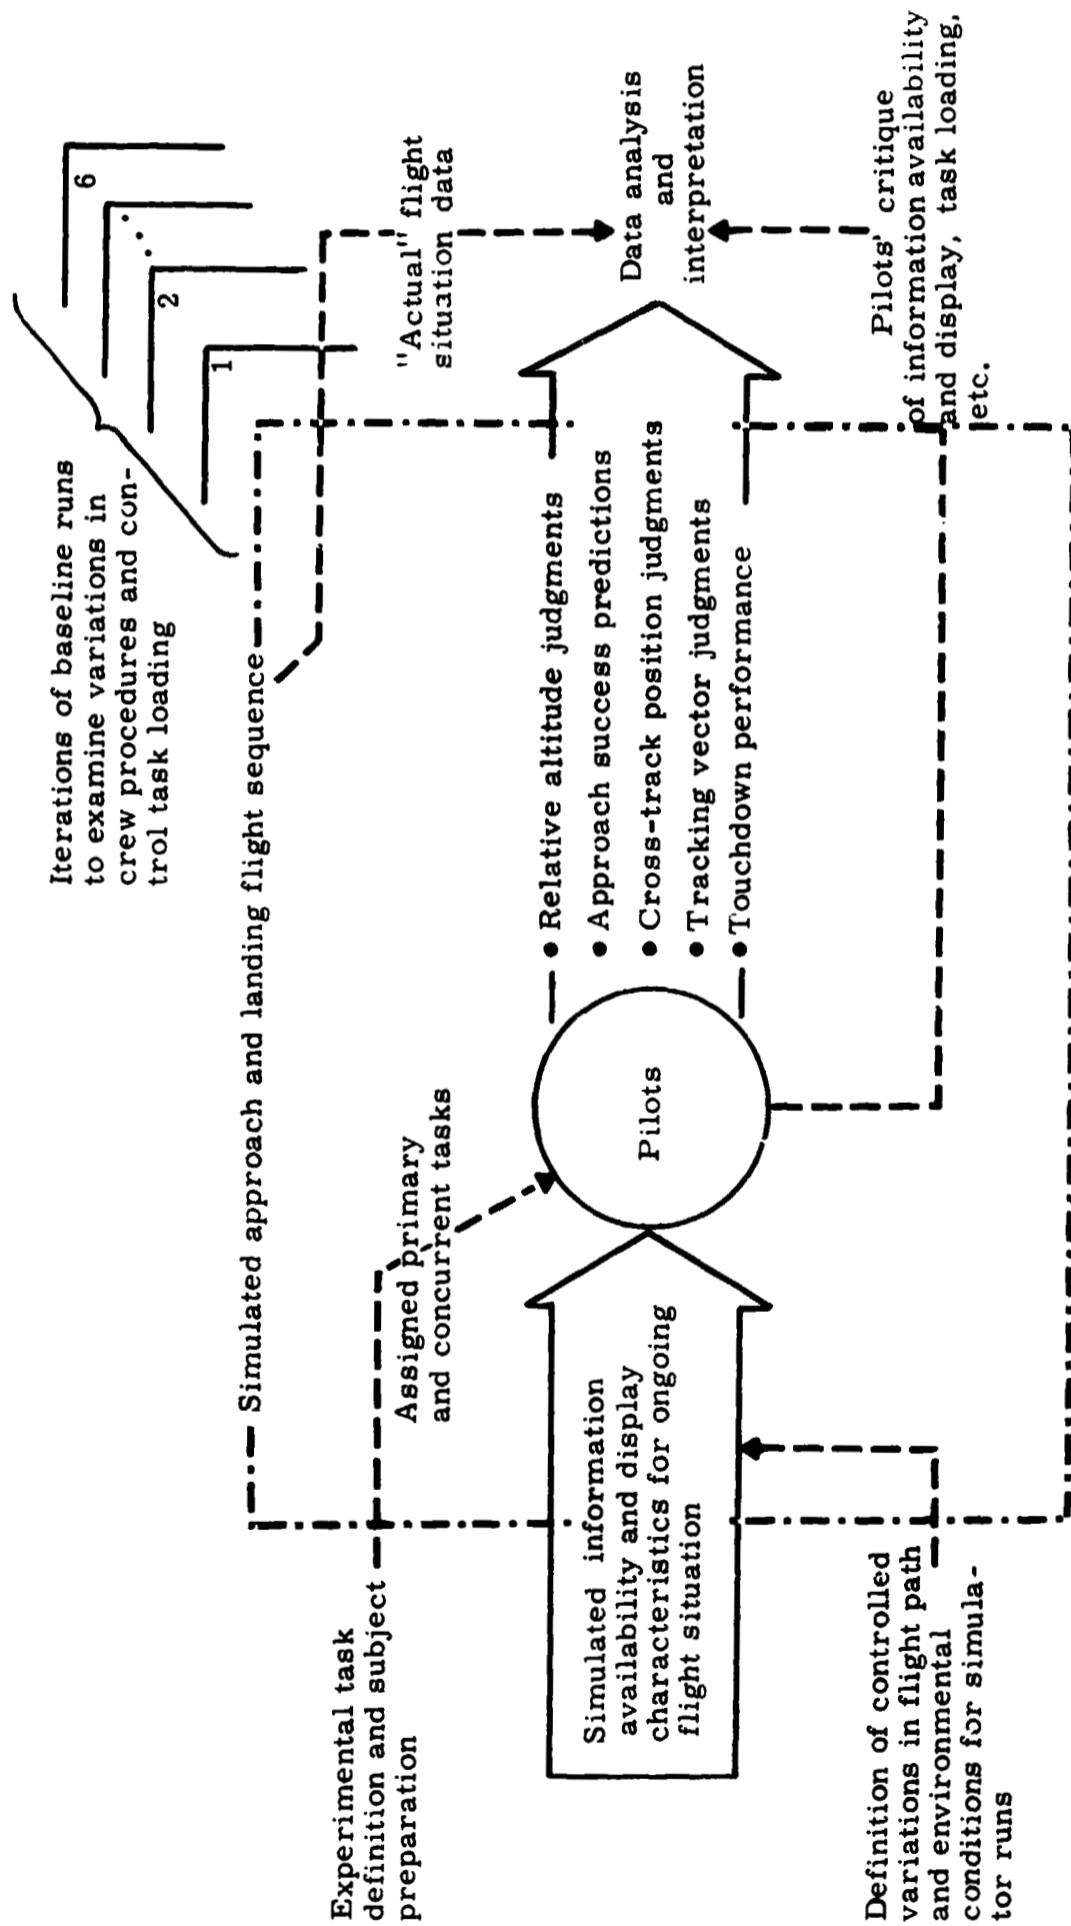 Iterations of baseline runs
to examine variations in
crew procedures and con-
trol task loading
1
2
6
Simulated approach and landing flight sequence
Experimental task
definition and subject
preparation
Assigned primary
and concurrent tasks
"Actual" flight
situation data
Simulated information
availability and display
characteristics for ongoing
flight situation
Pilots
• Relative altitude judgments
• Approach success predictions
• Cross-track position judgments
• Tracking vector judgments
• Touchdown performance
Data analysis
and
interpretation
Definition of controlled
variations in flight path
and environmental
conditions for simula-
tor runs
Pilots' critique
of information availability
and display, task loading,
etc.